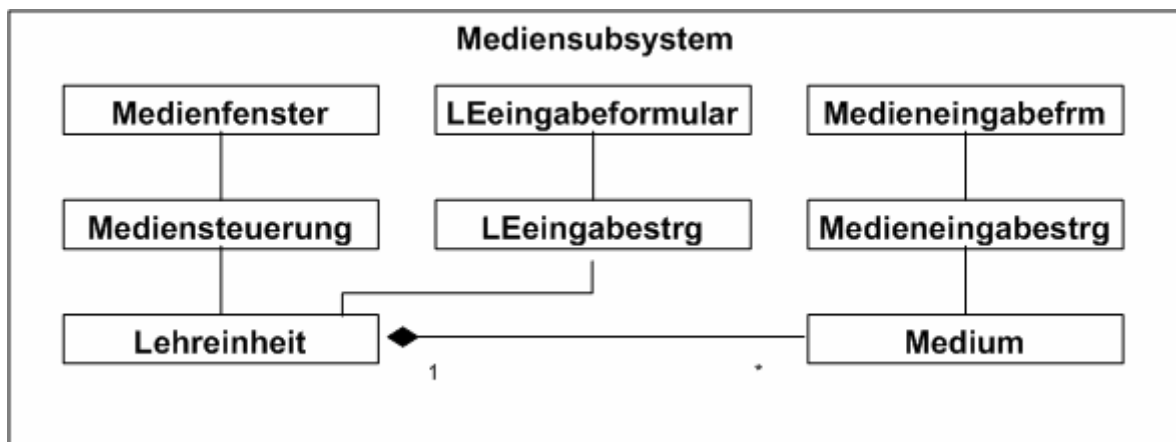 Mediensubsystem
Medienfenster
LEeingabeformular
Medieneingabefrm
Mediensteuerung
LEeingabestrg
Medieneingabestrg
Lehreinheit
Medium
1
*